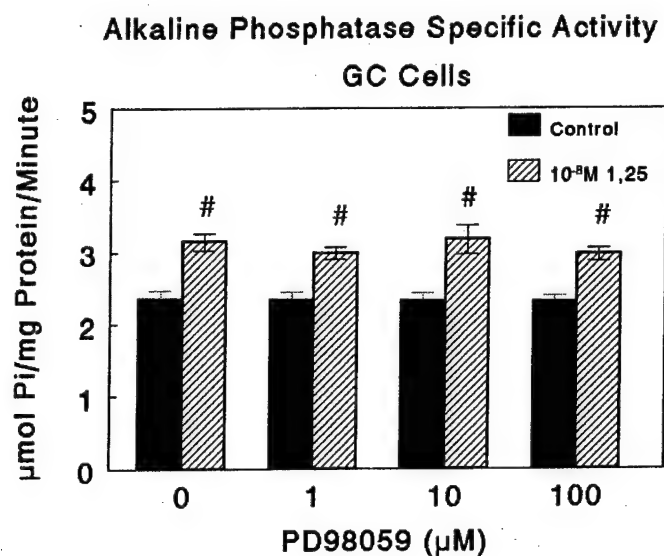 Alkaline Phosphatase Specific Activity
GC Cells
µmol Pi/mg Protein/Minute
5
4
3
2
1
0
Control
10⁻⁸M 1,25
# # # #
0 1 10 100
PD98059 (µM)